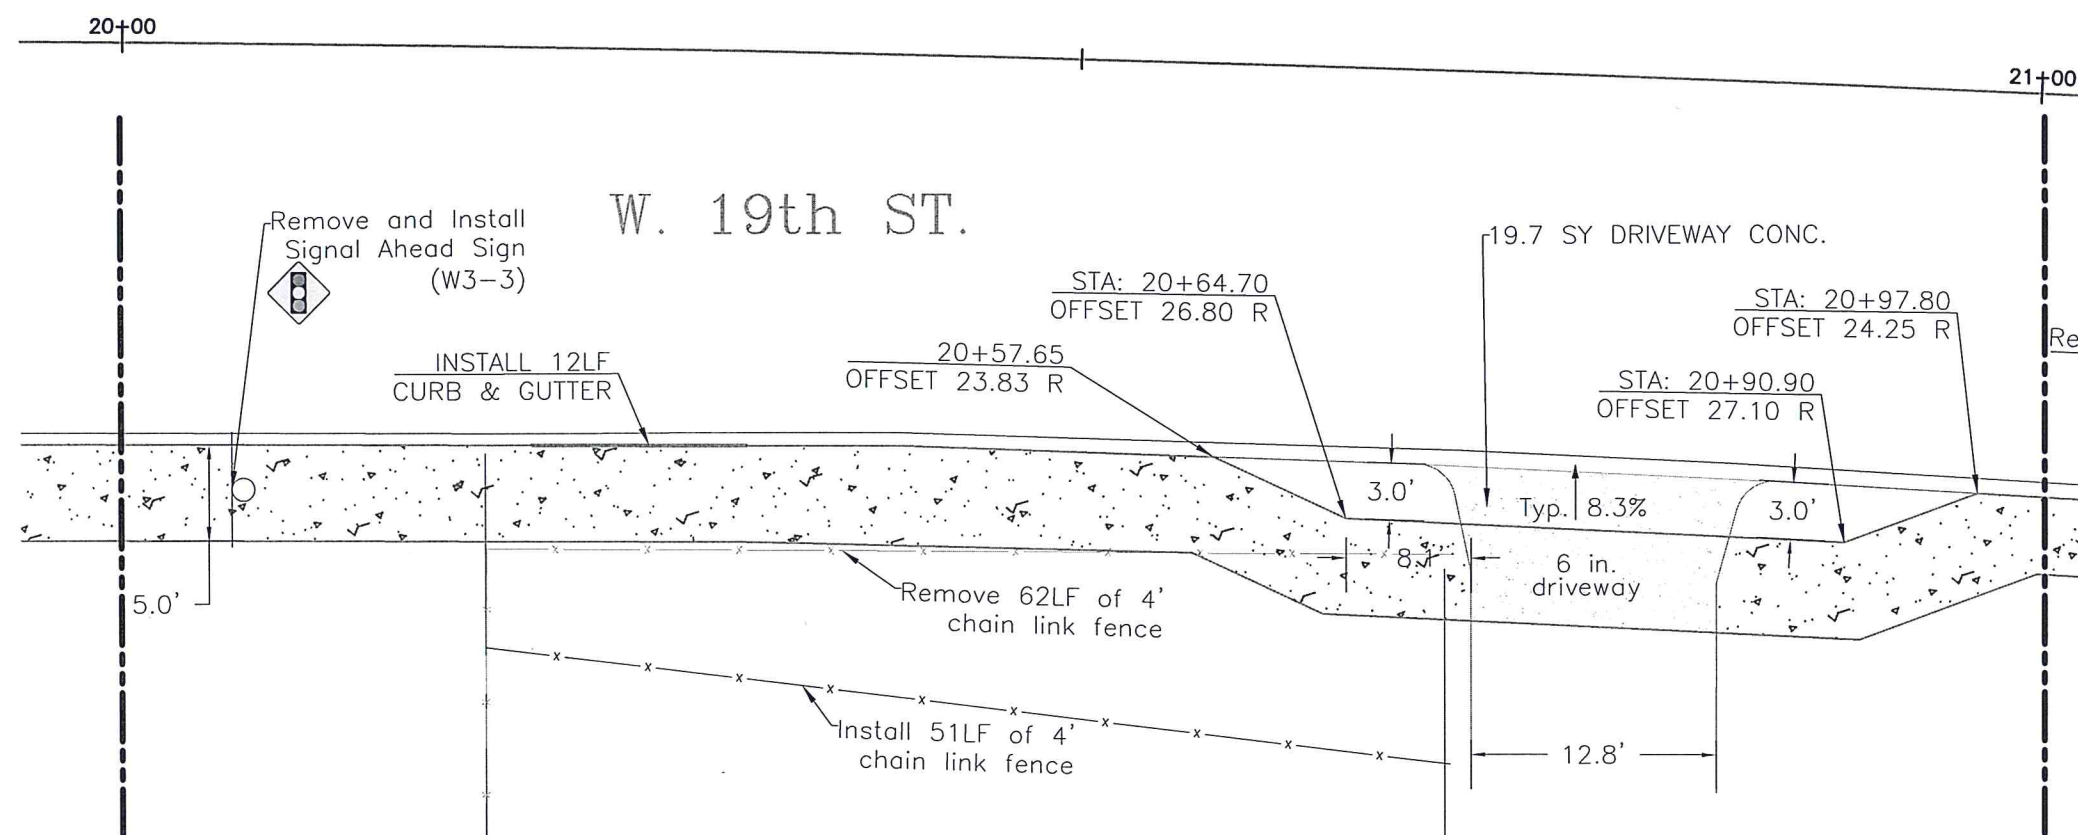 20+00
21+00
W. 19th ST.
Remove and Install
Signal Ahead Sign
(W3-3)
19.7 SY DRIVEWAY CONC.
STA: 20+64.70
OFFSET 26.80 R
STA: 20+97.80
OFFSET 24.25 R
Re
20+57.65
OFFSET 23.83 R
INSTALL 12LF
CURB & GUTTER
STA: 20+90.90
OFFSET 27.10 R
3.0'
Typ. 8.3%
3.0'
8.1'
6 in.
driveway
5.0'
Remove 62LF of 4'
chain link fence
Install 51LF of 4'
chain link fence
12.8'